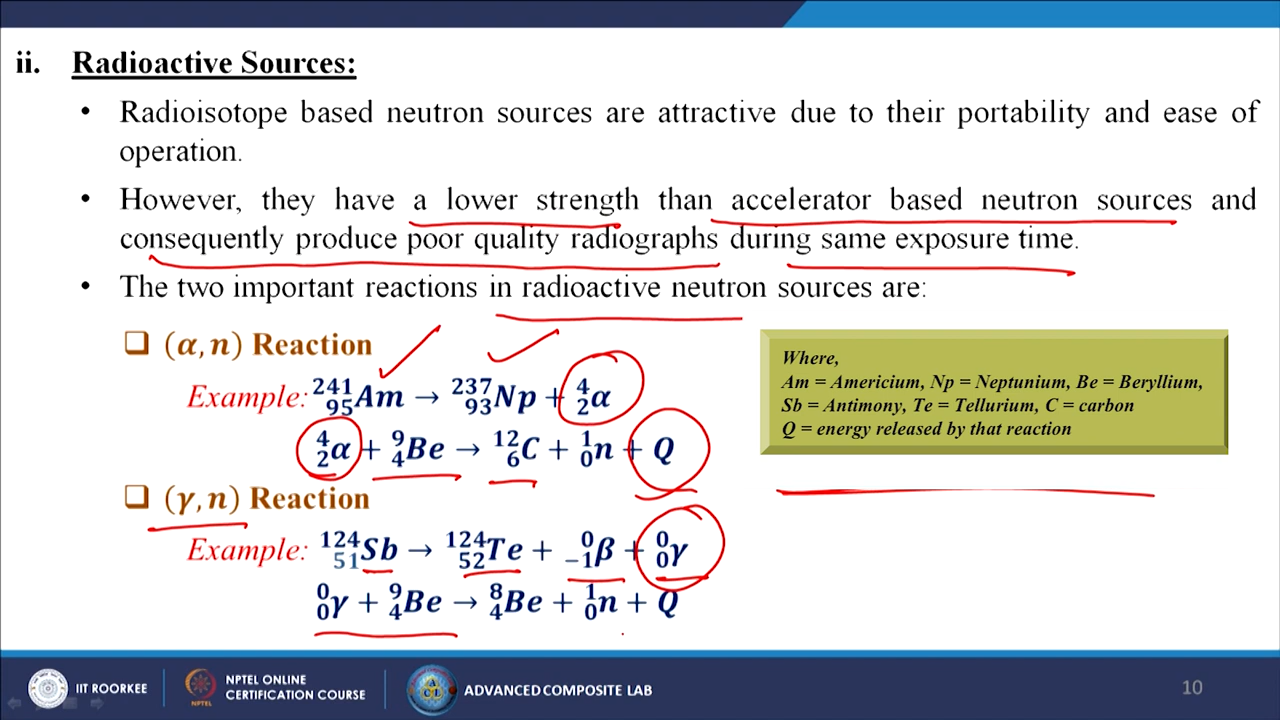 ii. Radioactive Sources:
• Radioisotope based neutron sources are attractive due to their portability and ease of
operation.
• However, they have a lower strength than accelerator based neutron sources and
consequently produce poor quality radiographs during same exposure time.
• The two important reactions in radioactive neutron sources are:
❑ (α, n) Reaction
Example: ²⁴¹₉₅Am → ²³⁷₉₃Np + ⁴₂α
⁴₂α + ⁹₄Be → ¹²₆C + ¹₀n + Q
Where,
Am = Americium, Np = Neptunium, Be = Beryllium,
Sb = Antimony, Te = Tellurium, C = carbon
Q = energy released by that reaction
❑ (γ, n) Reaction
Example: ¹²⁴₅₁Sb → ¹²⁴₅₂Te + ⁰₋₁β + ⁰₀γ
⁰₀γ + ⁹₄Be → ⁸₄Be + ¹₀n + Q
IIT ROORKEE
NPTEL
NPTEL ONLINE
CERTIFICATION COURSE
ADVANCED COMPOSITE LAB
10